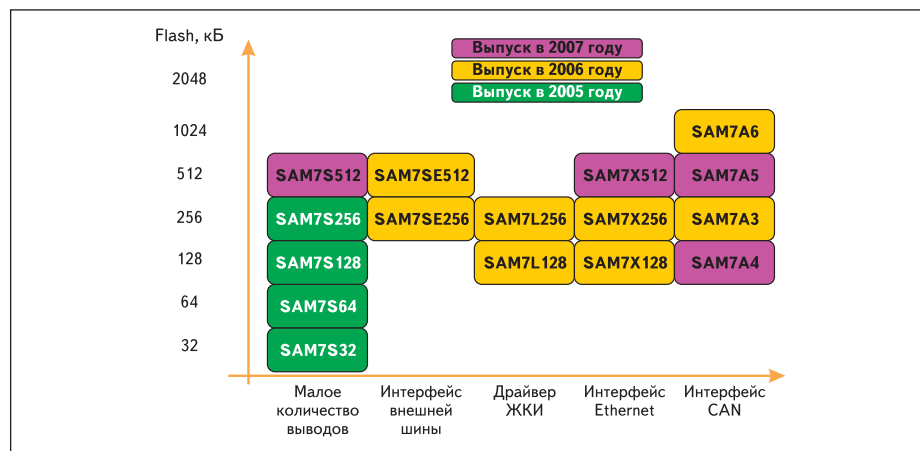 Flash, кБ
Выпуск в 2007 году
Выпуск в 2006 году
Выпуск в 2005 году
2048
1024
SAM7A6
512
SAM7S512
SAM7SE512
SAM7X512
SAM7A5
256
SAM7S256
SAM7SE256
SAM7L256
SAM7X256
SAM7A3
128
SAM7S128
SAM7L128
SAM7X128
SAM7A4
64
SAM7S64
32
SAM7S32
Малое
количество
выводов
Интерфейс
внешней
шины
Драйвер
ЖКИ
Интерфейс
Ethernet
Интерфейс
CAN